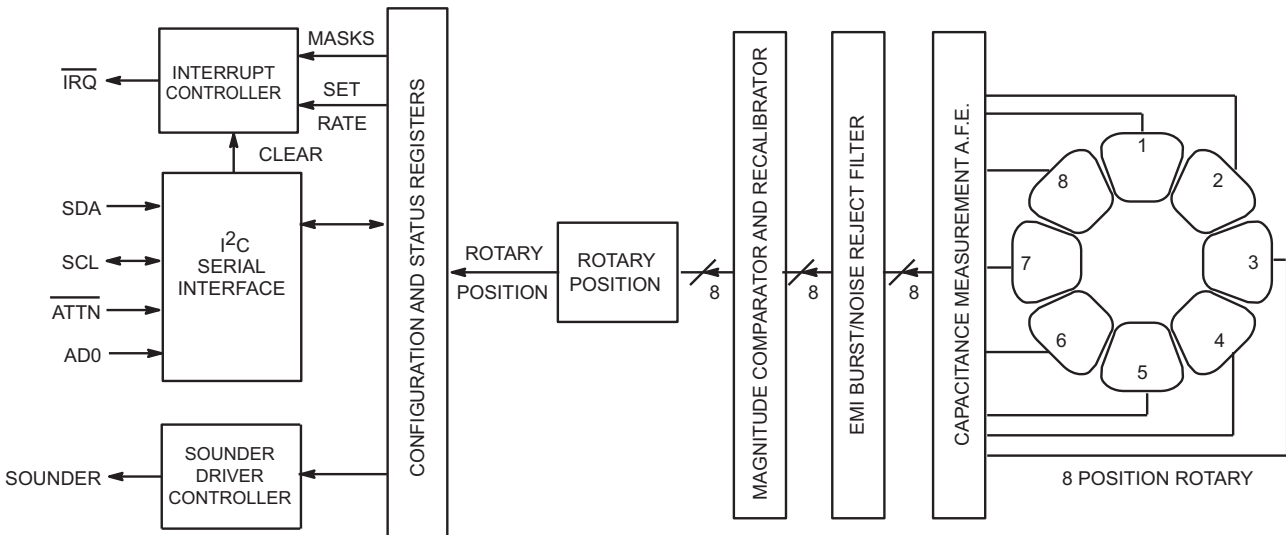 IRQ
INTERRUPT
CONTROLLER
MASKS
SET
RATE
CLEAR
SDA
SCL
ATTN
AD0
I²C
SERIAL
INTERFACE
SOUNDER
SOUNDER
DRIVER
CONTROLLER
CONFIGURATION AND STATUS REGISTERS
ROTARY
POSITION
ROTARY
POSITION
8
MAGNITUDE COMPARATOR AND RECALIBRATOR
8
EMI BURST/NOISE REJECT FILTER
8
CAPACITANCE MEASUREMENT A.F.E.
1
2
3
4
5
6
7
8
8 POSITION ROTARY